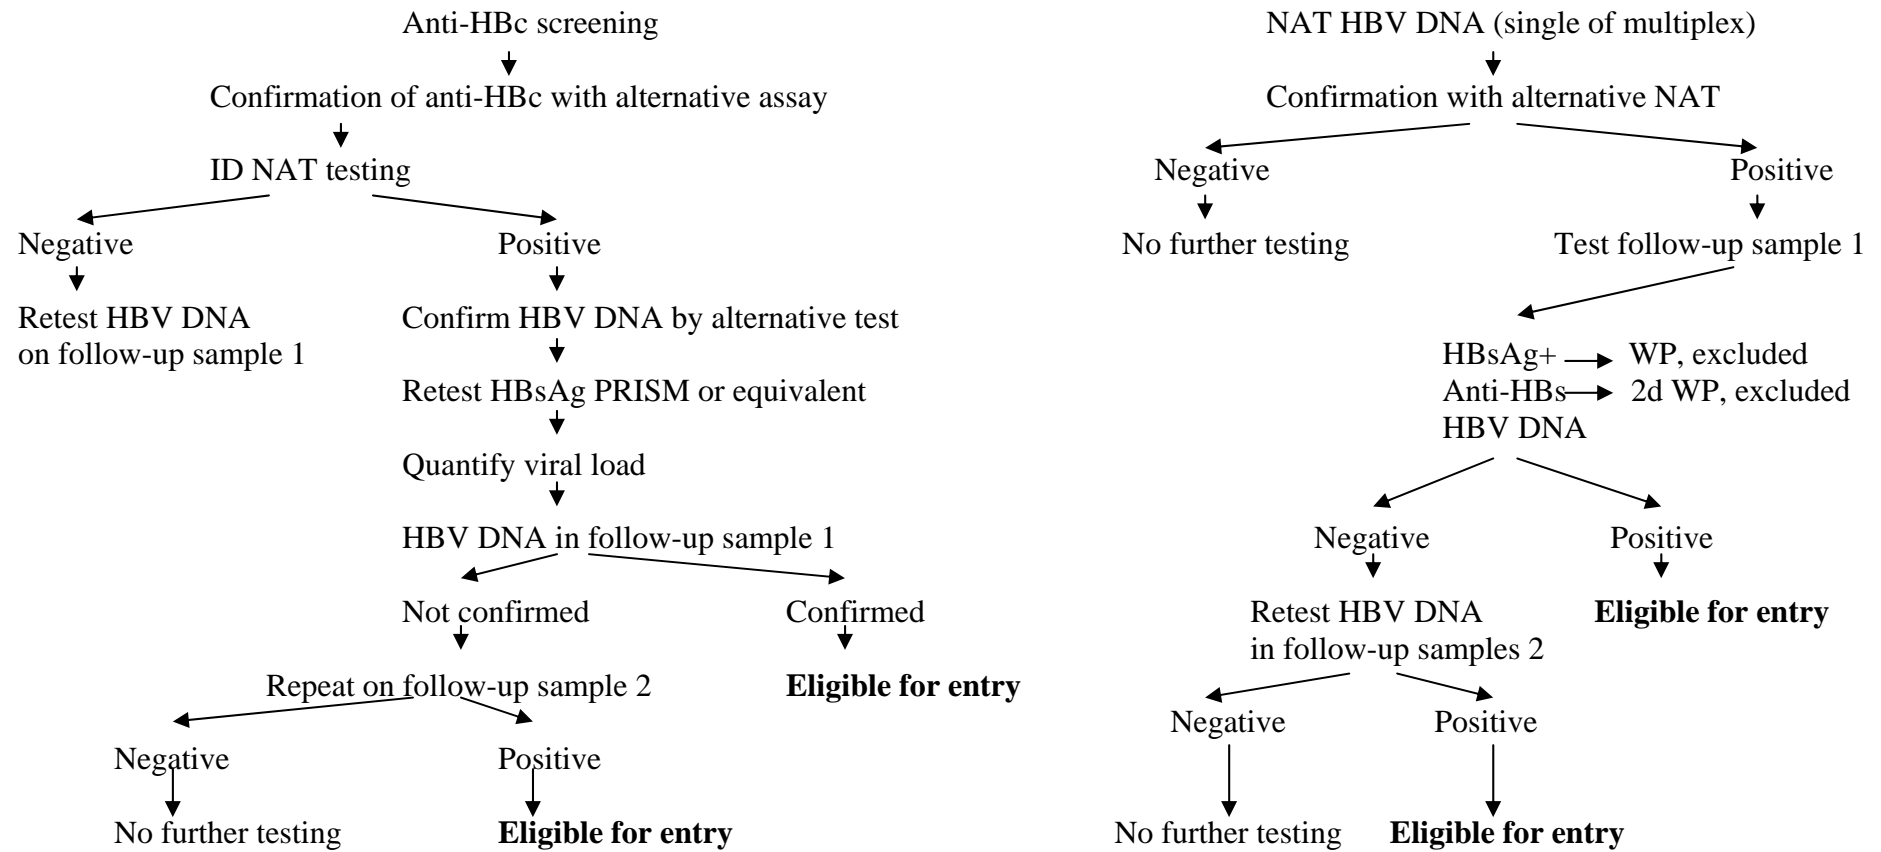 Anti-HBc screening
Confirmation of anti-HBc with alternative assay
ID NAT testing
Negative
Positive
Retest HBV DNA
on follow-up sample 1
Confirm HBV DNA by alternative test
Retest HBsAg PRISM or equivalent
Quantify viral load
HBV DNA in follow-up sample 1
Not confirmed
Confirmed
Repeat on follow-up sample 2
Eligible for entry
Negative
Positive
No further testing
Eligible for entry
NAT HBV DNA (single of multiplex)
Confirmation with alternative NAT
Negative
Positive
No further testing
Test follow-up sample 1
HBsAg+ WP, excluded
Anti-HBs 2d WP, excluded
HBV DNA
Negative
Positive
Retest HBV DNA
in follow-up samples 2
Eligible for entry
Negative
Positive
No further testing
Eligible for entry